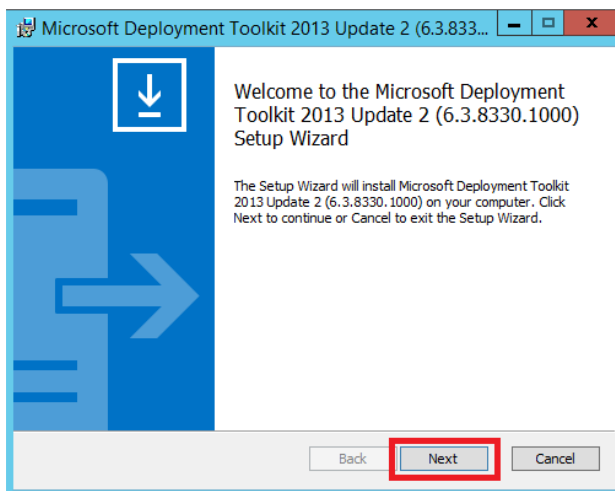 Microsoft Deployment Toolkit 2013 Update 2 (6.3.833...
Welcome to the Microsoft Deployment
Toolkit 2013 Update 2 (6.3.8330.1000)
Setup Wizard
The Setup Wizard will install Microsoft Deployment Toolkit
2013 Update 2 (6.3.8330.1000) on your computer. Click
Next to continue or Cancel to exit the Setup Wizard.
Back Next Cancel